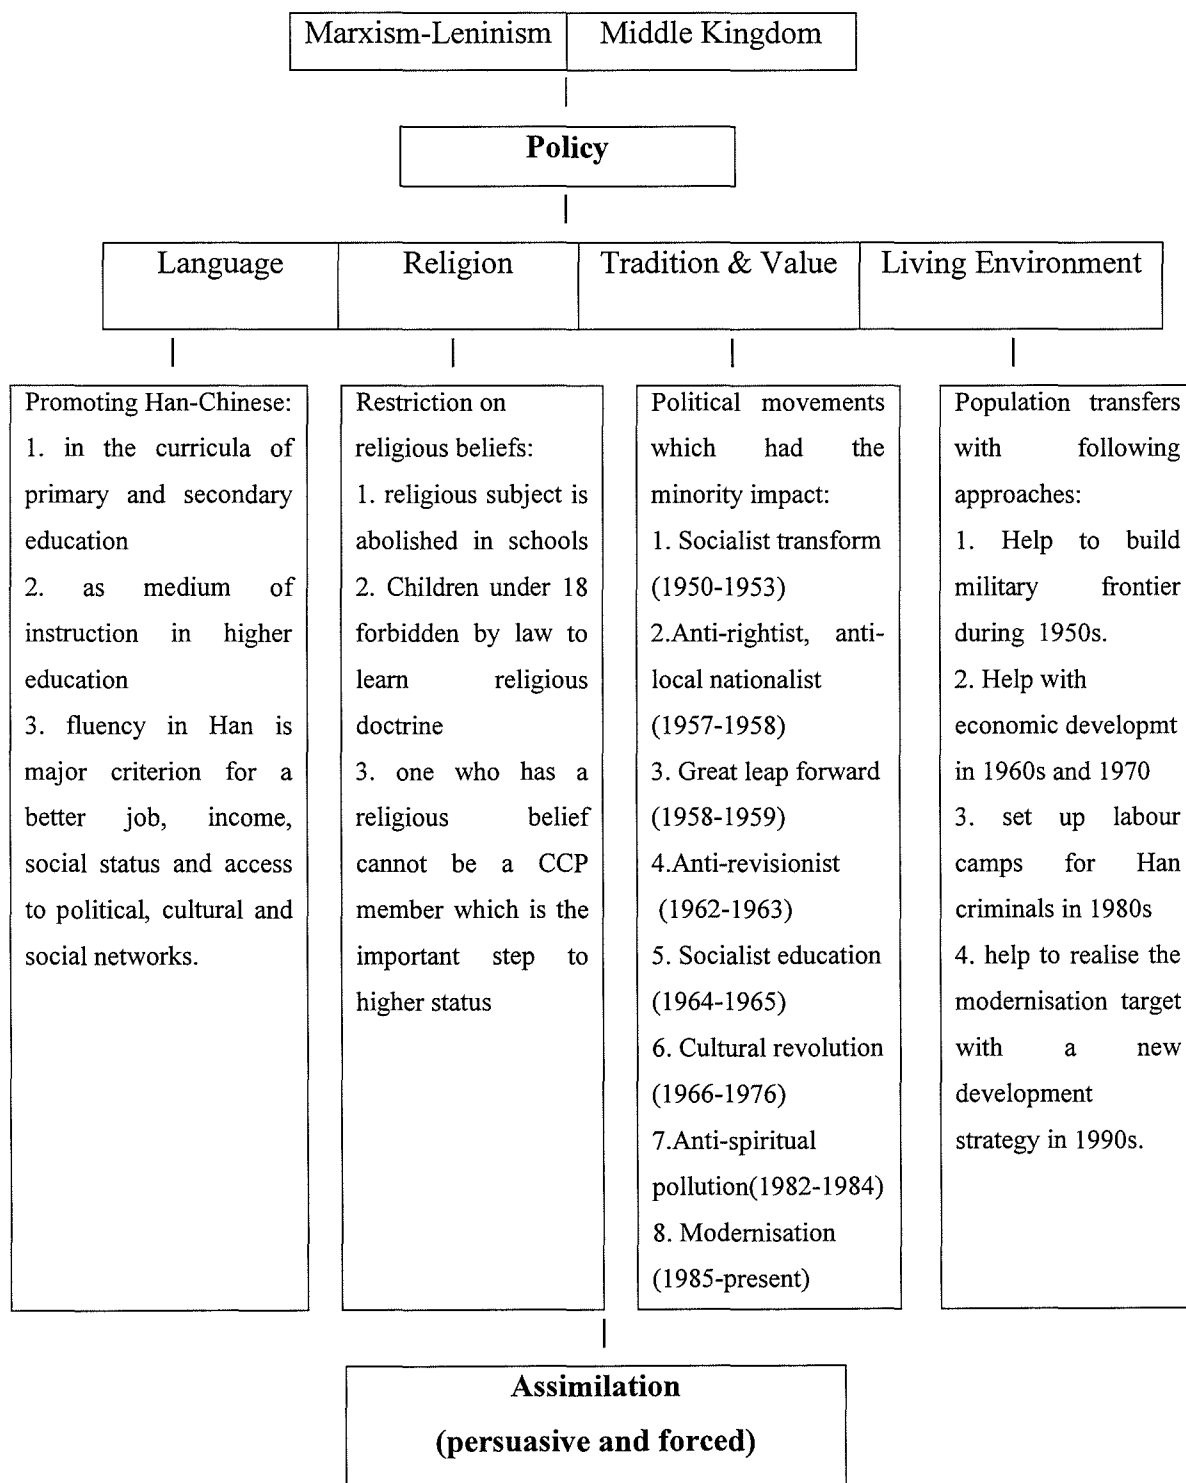 Marxism-Leninism
Middle Kingdom
Policy
Language
Religion
Tradition & Value
Living Environment
Promoting Han-Chinese:
1. in the curricula of
primary and secondary
education
2. as medium of
instruction in higher
education
3. fluency in Han is
major criterion for a
better job, income,
social status and access
to political, cultural and
social networks.
Restriction on
religious beliefs:
1. religious subject is
abolished in schools
2. Children under 18
forbidden by law to
learn religious
doctrine
3. one who has a
religious belief
cannot be a CCP
member which is the
important step to
higher status
Political movements
which had the
minority impact:
1. Socialist transform
(1950-1953)
2.Anti-rightist, anti-
local nationalist
(1957-1958)
3. Great leap forward
(1958-1959)
4.Anti-revisionist
(1962-1963)
5. Socialist education
(1964-1965)
6. Cultural revolution
(1966-1976)
7.Anti-spiritual
pollution(1982-1984)
8. Modernisation
(1985-present)
Population transfers
with following
approaches:
1. Help to build
military frontier
during 1950s.
2. Help with
economic developmt
in 1960s and 1970
3. set up labour
camps for Han
criminals in 1980s
4. help to realise the
modernisation target
with a new
development
strategy in 1990s.
Assimilation
(persuasive and forced)